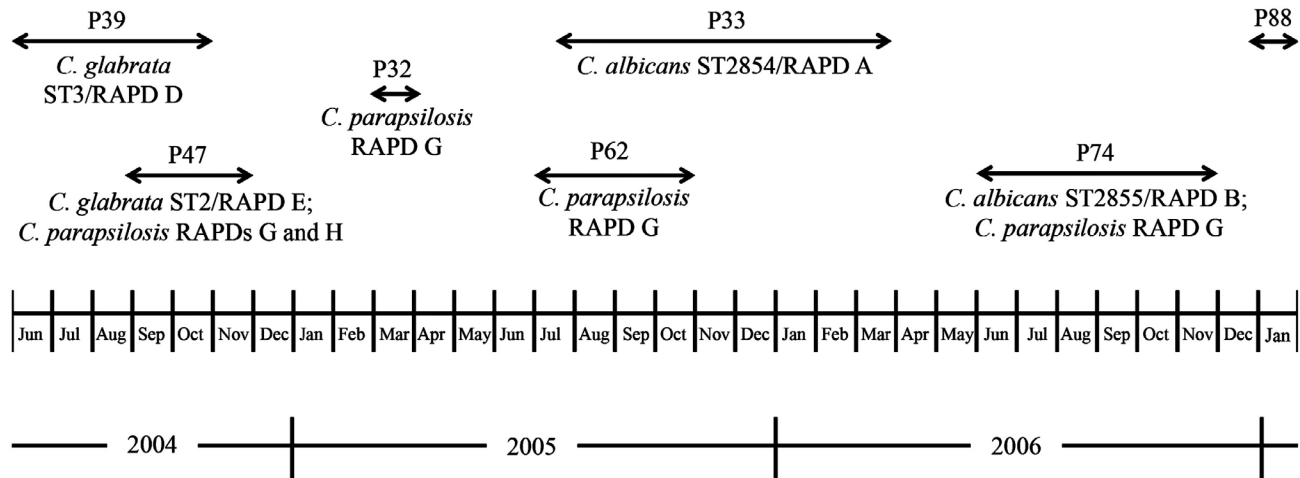 P39
C. glabrata
ST3/RAPD D
P32
C. parapsilosis
RAPD G
P33
C. albicans ST2854/RAPD A
P88
P47
C. glabrata ST2/RAPD E;
C. parapsilosis RAPDs G and H
P62
C. parapsilosis
RAPD G
P74
C. albicans ST2855/RAPD B;
C. parapsilosis RAPD G
Jun Jul Aug Sep Oct Nov Dec Jan Feb Mar Apr May Jun Jul Aug Sep Oct Nov Dec Jan Feb Mar Apr May Jun Jul Aug Sep Oct Nov Dec Jan
2004 2005 2006